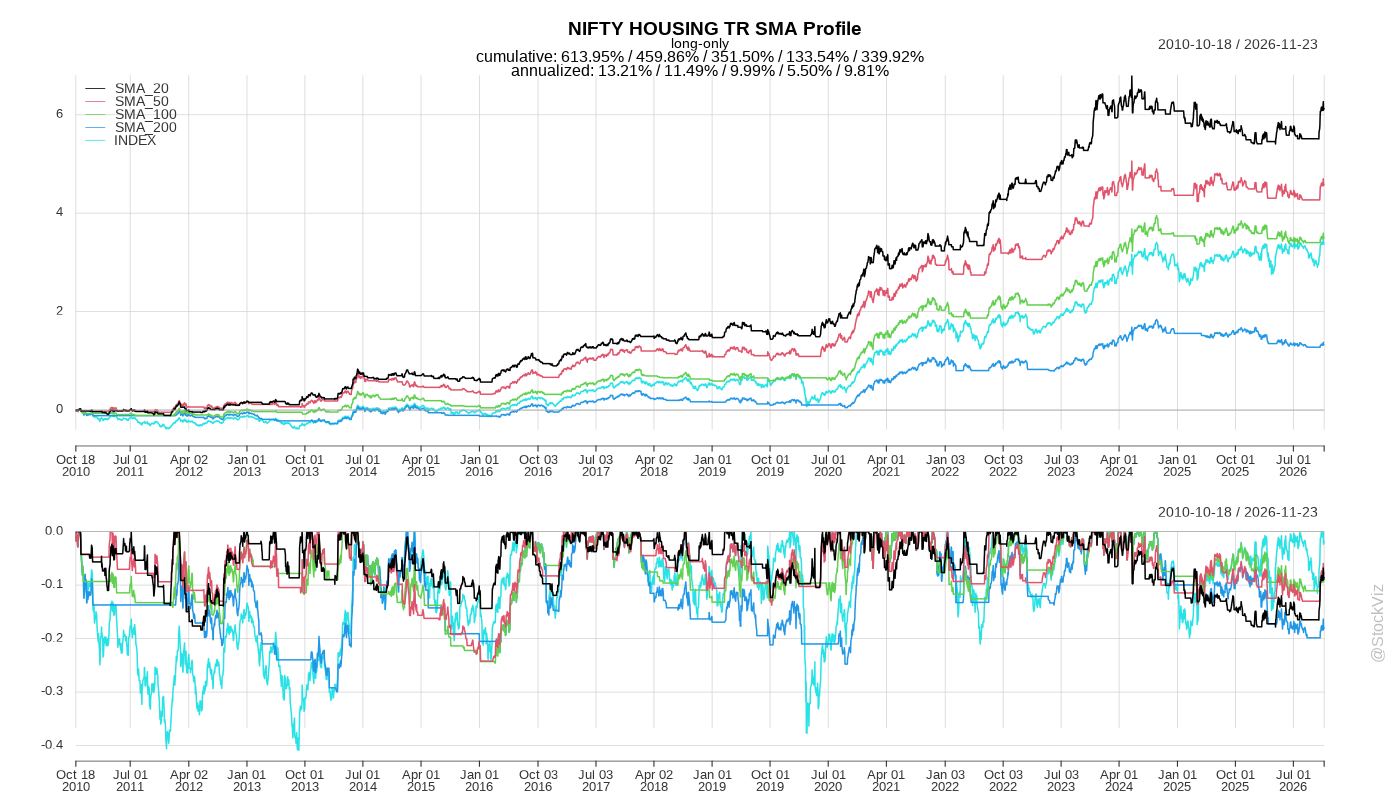 NIFTY HOUSING TR SMA Profile
long-only
cumulative: 613.95% / 459.86% / 351.50% / 133.54% / 339.92%
annualized: 13.21% / 11.49% / 9.99% / 5.50% / 9.81%
2010-10-18 / 2026-11-23
SMA_20
SMA_50
SMA_100
SMA_200
INDEX
6
4
2
0
Oct 18 Jul 01 Apr 02 Jan 01 Oct 01 Jul 01 Apr 01 Jan 01 Oct 03 Jul 03 Apr 02 Jan 01 Oct 01 Jul 01 Apr 01 Jan 03 Oct 03 Jul 03 Apr 01 Jan 01 Oct 01 Jul 01
2010 2011 2012 2013 2013 2014 2015 2016 2016 2017 2018 2019 2019 2020 2021 2022 2022 2023 2024 2025 2025 2026
2010-10-18 / 2026-11-23
0.0
-0.1
-0.2
-0.3
-0.4
Oct 18 Jul 01 Apr 02 Jan 01 Oct 01 Jul 01 Apr 01 Jan 01 Oct 03 Jul 03 Apr 02 Jan 01 Oct 01 Jul 01 Apr 01 Jan 03 Oct 03 Jul 03 Apr 01 Jan 01 Oct 01 Jul 01
2010 2011 2012 2013 2013 2014 2015 2016 2016 2017 2018 2019 2019 2020 2021 2022 2022 2023 2024 2025 2025 2026
@StockViz